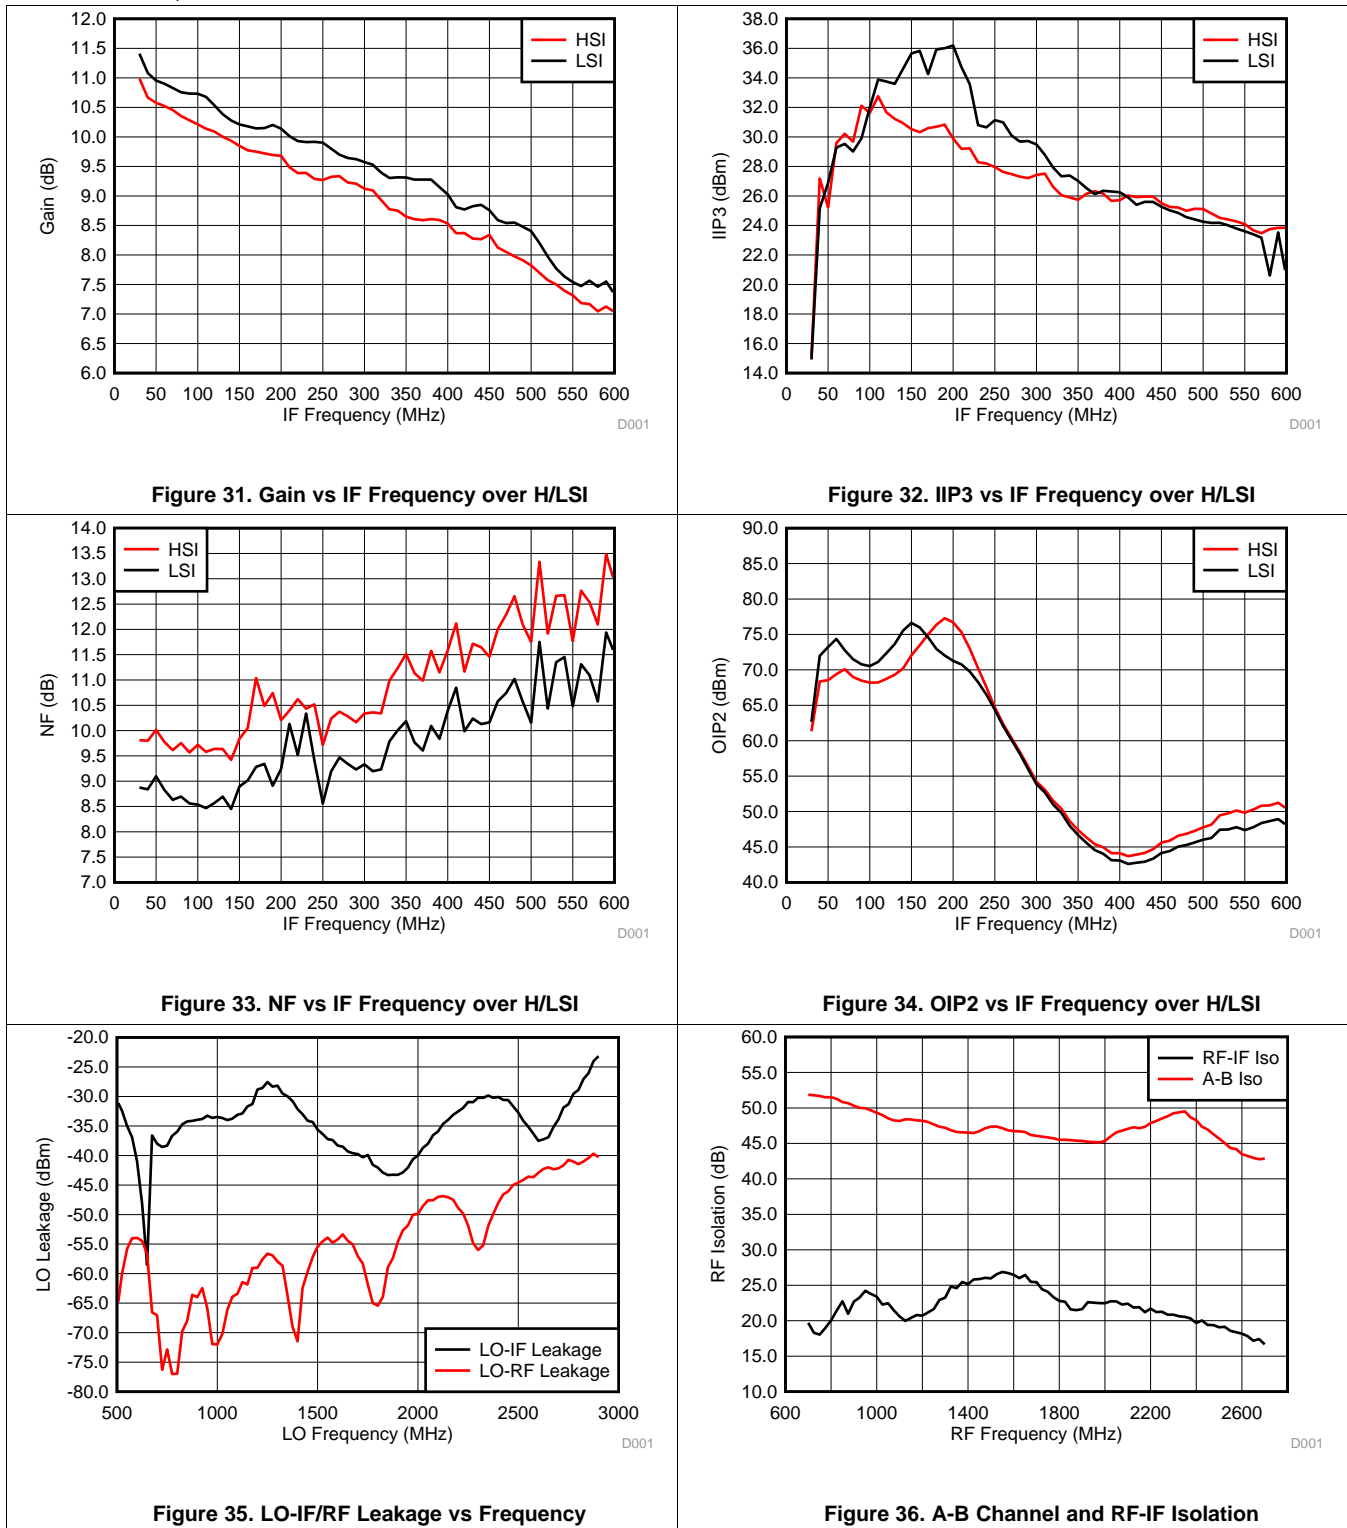 12.0
11.5
11.0
10.5
10.0
9.5
9.0
8.5
8.0
7.5
7.0
6.5
6.0
Gain (dB)
HSI
LSI
0 50 100 150 200 250 300 350 400 450 500 550 600
IF Frequency (MHz)
D001
Figure 31. Gain vs IF Frequency over H/LSI
38.0
36.0
34.0
32.0
30.0
28.0
26.0
24.0
22.0
20.0
18.0
16.0
14.0
IIP3 (dBm)
HSI
LSI
0 50 100 150 200 250 300 350 400 450 500 550 600
IF Frequency (MHz)
D001
Figure 32. IIP3 vs IF Frequency over H/LSI
14.0
13.5
13.0
12.5
12.0
11.5
11.0
10.5
10.0
9.5
9.0
8.5
8.0
7.5
7.0
NF (dB)
HSI
LSI
0 50 100 150 200 250 300 350 400 450 500 550 600
IF Frequency (MHz)
D001
Figure 33. NF vs IF Frequency over H/LSI
90.0
85.0
80.0
75.0
70.0
65.0
60.0
55.0
50.0
45.0
40.0
OIP2 (dBm)
HSI
LSI
0 50 100 150 200 250 300 350 400 450 500 550 600
IF Frequency (MHz)
D001
Figure 34. OIP2 vs IF Frequency over H/LSI
-20.0
-25.0
-30.0
-35.0
-40.0
-45.0
-50.0
-55.0
-60.0
-65.0
-70.0
-75.0
-80.0
LO Leakage (dBm)
LO-IF Leakage
LO-RF Leakage
500 1000 1500 2000 2500 3000
LO Frequency (MHz)
D001
Figure 35. LO-IF/RF Leakage vs Frequency
60.0
55.0
50.0
45.0
40.0
35.0
30.0
25.0
20.0
15.0
10.0
RF Isolation (dB)
RF-IF Iso
A-B Iso
600 1000 1400 1800 2200 2600
RF Frequency (MHz)
D001
Figure 36. A-B Channel and RF-IF Isolation